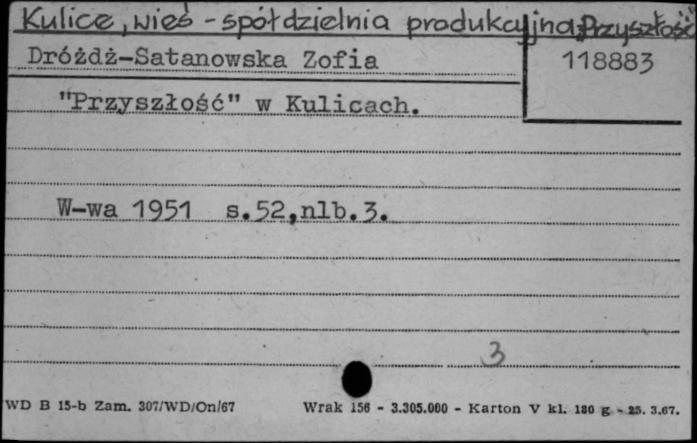 Kulice, wieś - spółdzielnia produkcyjna "Przyszłość"
Dróżdż-Satanowska Zofia
118883
"Przyszłość" w Kulicach.
W-wa 1951 s.52,nlb.3.
3
WD B 15-b Zam. 307/WD/On/67 Wrak 156 - 3.305.000 - Karton V kl. 180 g - 25. 3.67.